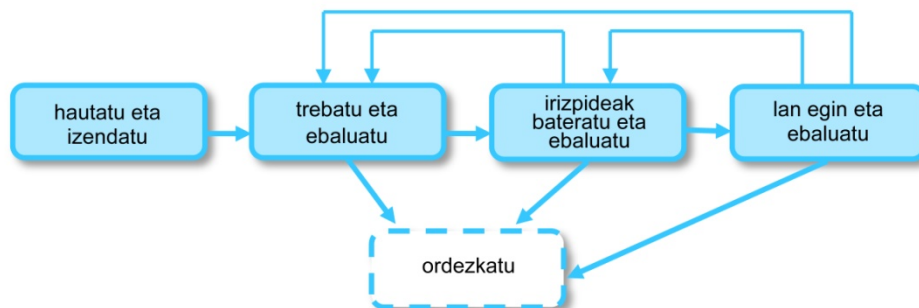 hautatu eta
izendatu
trebatu eta
ebaluatu
irizpideak
bateratu eta
ebaluatu
lan egin eta
ebaluatu
ordezkatu